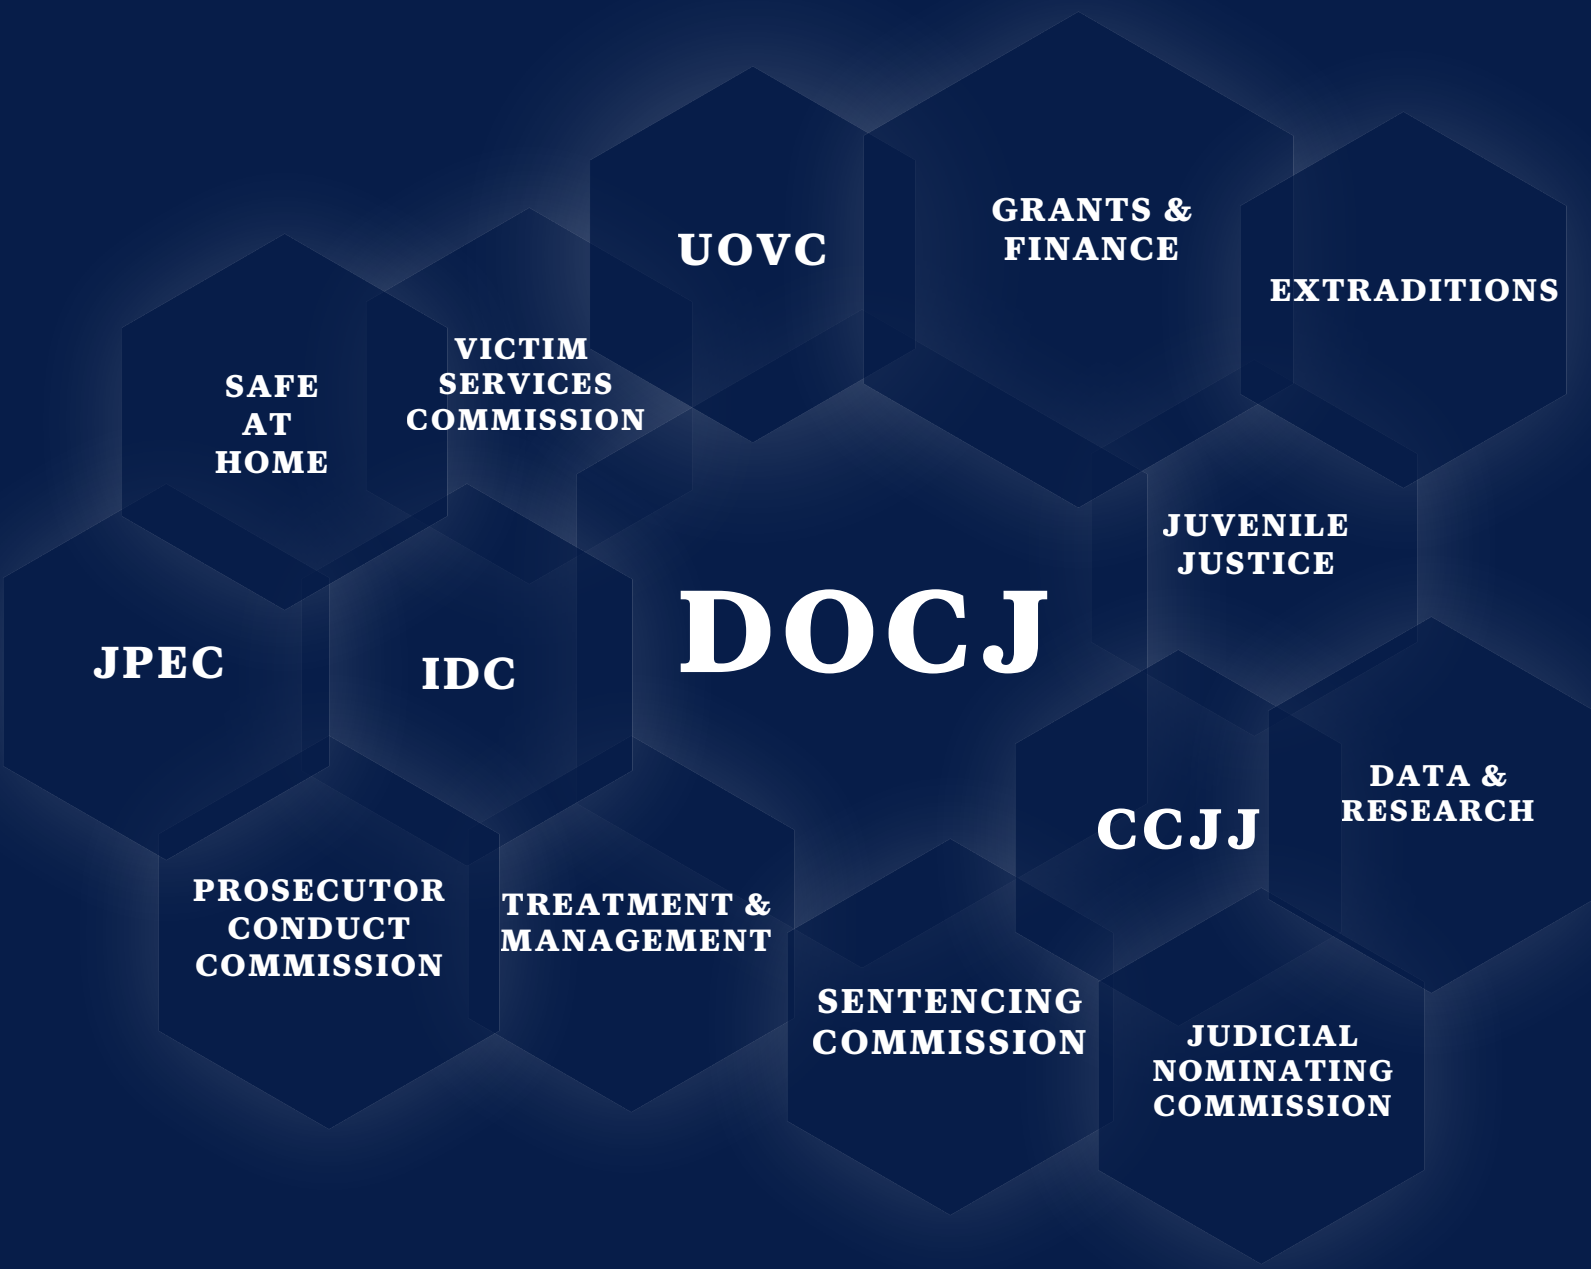 UOVC
GRANTS &
FINANCE
EXTRADITIONS
VICTIM
SERVICES
COMMISSION
SAFE
AT
HOME
JUVENILE
JUSTICE
DOCJ
JPEC
IDC
DATA &
RESEARCH
CCJJ
PROSECUTOR
CONDUCT
COMMISSION
TREATMENT &
MANAGEMENT
SENTENCING
COMMISSION
JUDICIAL
NOMINATING
COMMISSION